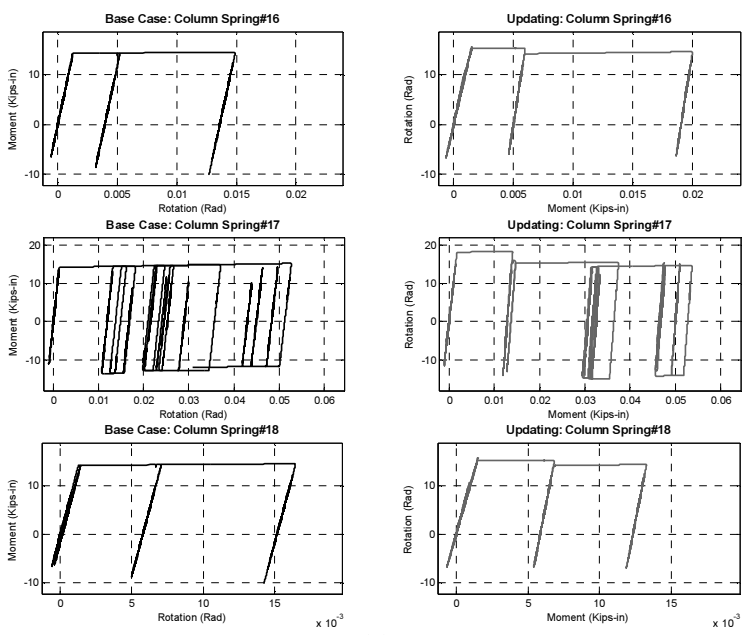 Base Case: Column Spring#16
Moment (Kips-in)
10
0
-10
0
0.005
0.01
0.015
0.02
Rotation (Rad)
Updating: Column Spring#16
Rotation (Rad)
10
0
-10
0
0.005
0.01
0.015
0.02
Moment (Kips-in)
Base Case: Column Spring#17
Moment (Kips-in)
20
10
0
-10
0
0.01
0.02
0.03
0.04
0.05
0.06
Rotation (Rad)
Updating: Column Spring#17
Rotation (Rad)
20
10
0
-10
0
0.01
0.02
0.03
0.04
0.05
0.06
Moment (Kips-in)
Base Case: Column Spring#18
Moment (Kips-in)
10
0
-10
0
5
10
15
x 10⁻³
Rotation (Rad)
Updating: Column Spring#18
Rotation (Rad)
10
0
-10
0
5
10
15
x 10⁻³
Moment (Kips-in)